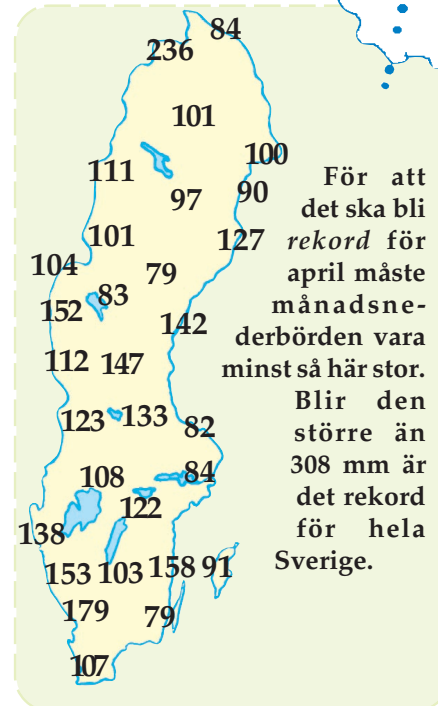 84
236
101
100
111
97
90
101
127
104
79
83
152
142
112
147
123
133
82
108
84
122
138
153
103
158
91
179
79
107
För att
det ska bli
rekord för
april måste
månadsne-
derbörden vara
minst så här stor.
Blir den
större än
308 mm är
det rekord
för hela
Sverige.